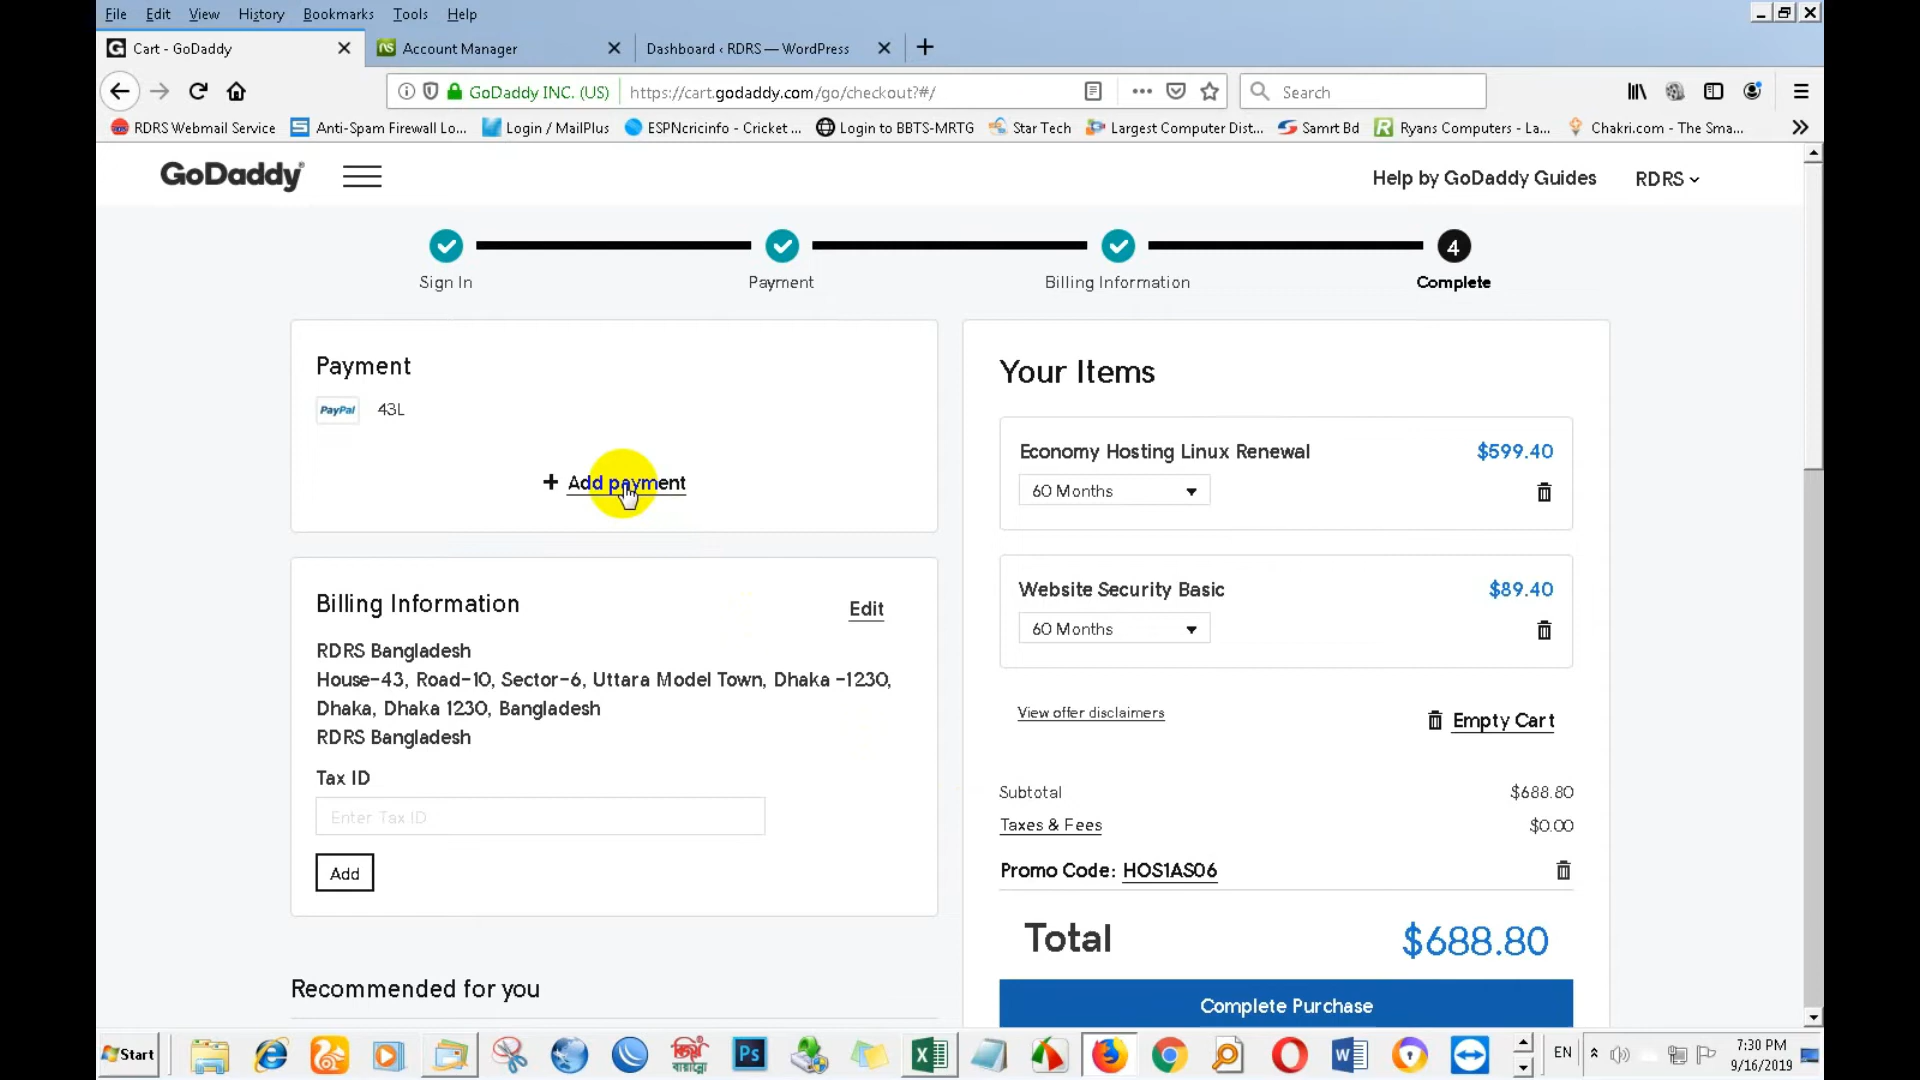 File Edit View History Bookmarks Tools Help
Cart - GoDaddy
Account Manager
Dashboard ‹ RDRS — WordPress
GoDaddy INC. (US) https://cart.godaddy.com/go/checkout?#/
Search
RDRS Webmail Service
Anti-Spam Firewall Lo...
Login / MailPlus
ESPNcricinfo - Cricket ...
Login to BBTS-MRTG
Star Tech
Largest Computer Dist...
Samrt Bd
Ryans Computers - La...
Chakri.com - The Sma...
GoDaddy
Help by GoDaddy Guides
RDRS
4
Sign In
Payment
Billing Information
Complete
Payment
PayPal 43L
+ Add payment
Billing Information
Edit
RDRS Bangladesh
House-43, Road-10, Sector-6, Uttara Model Town, Dhaka -1230,
Dhaka, Dhaka 1230, Bangladesh
RDRS Bangladesh
Tax ID
Enter Tax ID
Add
Recommended for you
Your Items
Economy Hosting Linux Renewal $599.40
60 Months
Website Security Basic $89.40
60 Months
View offer disclaimers
Empty Cart
Subtotal $688.80
Taxes & Fees $0.00
Promo Code: HOS1AS06
Total $688.80
Complete Purchase
Start
Ps
EN
7:30 PM
9/16/2019